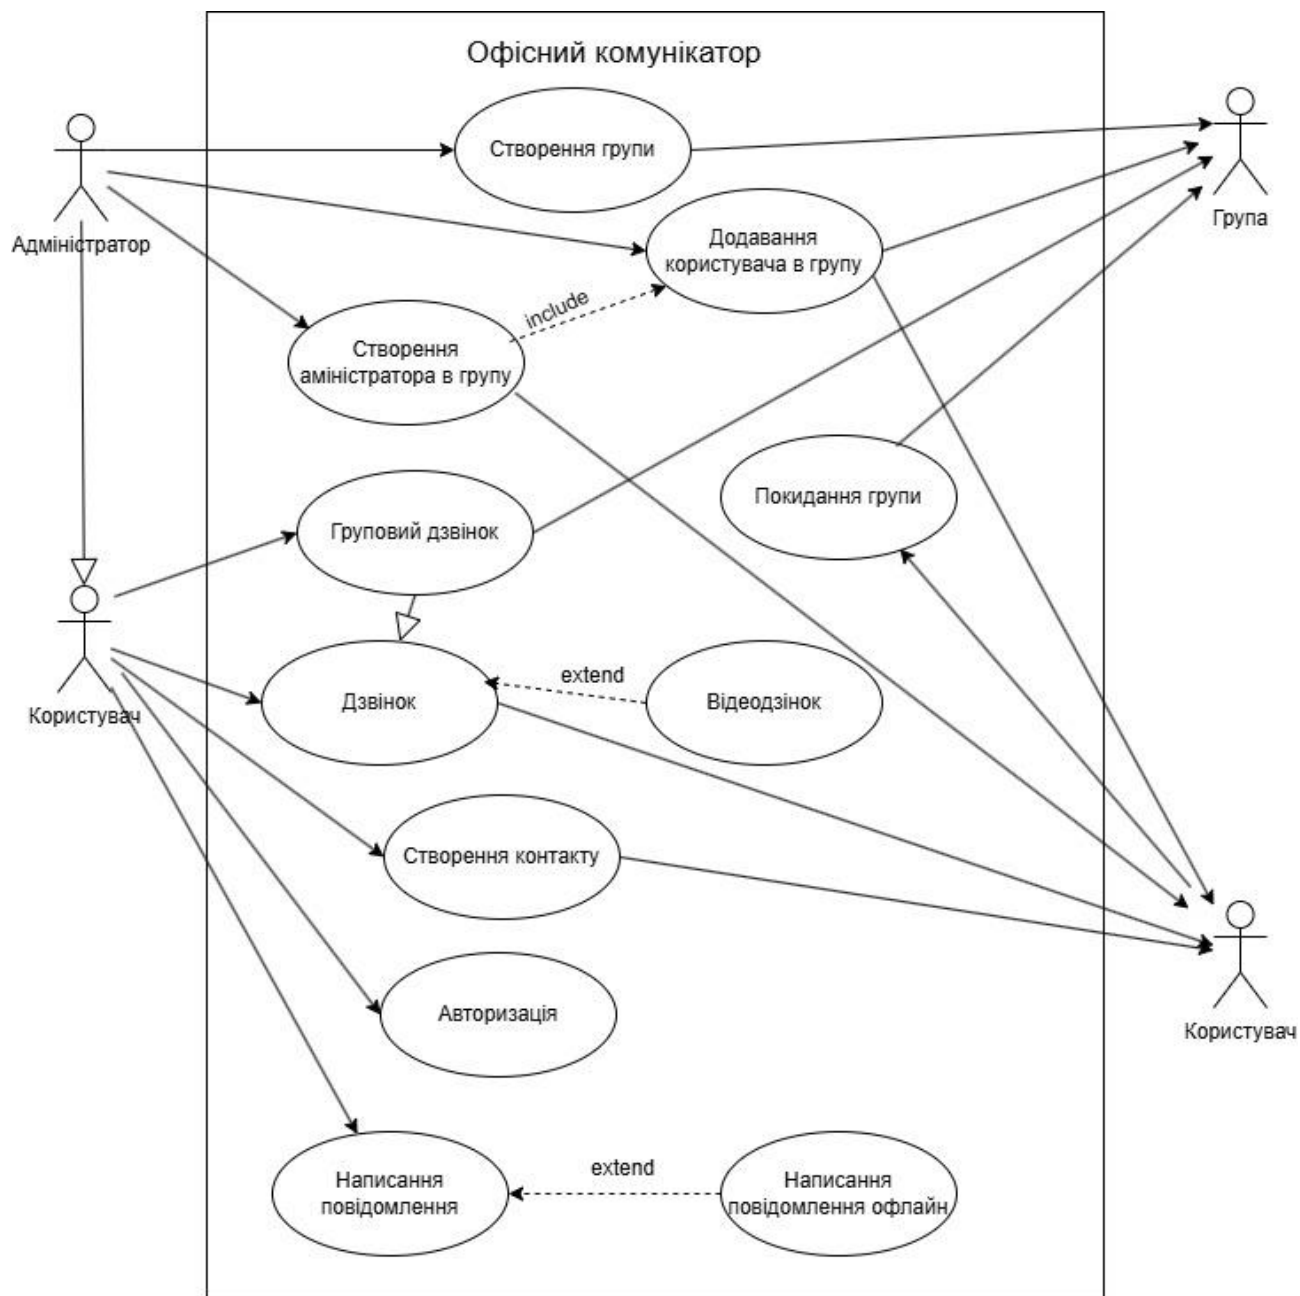 Офісний комунікатор
Створення групи
Адміністратор
Група
Додавання
користувача в групу
include
Створення
аміністратора в групу
Груповий дзвінок
Покидання групи
Користувач
Дзвінок
extend
Відеодзінок
Створення контакту
Авторизація
Користувач
Написання
повідомлення
extend
Написання
повідомлення офлайн